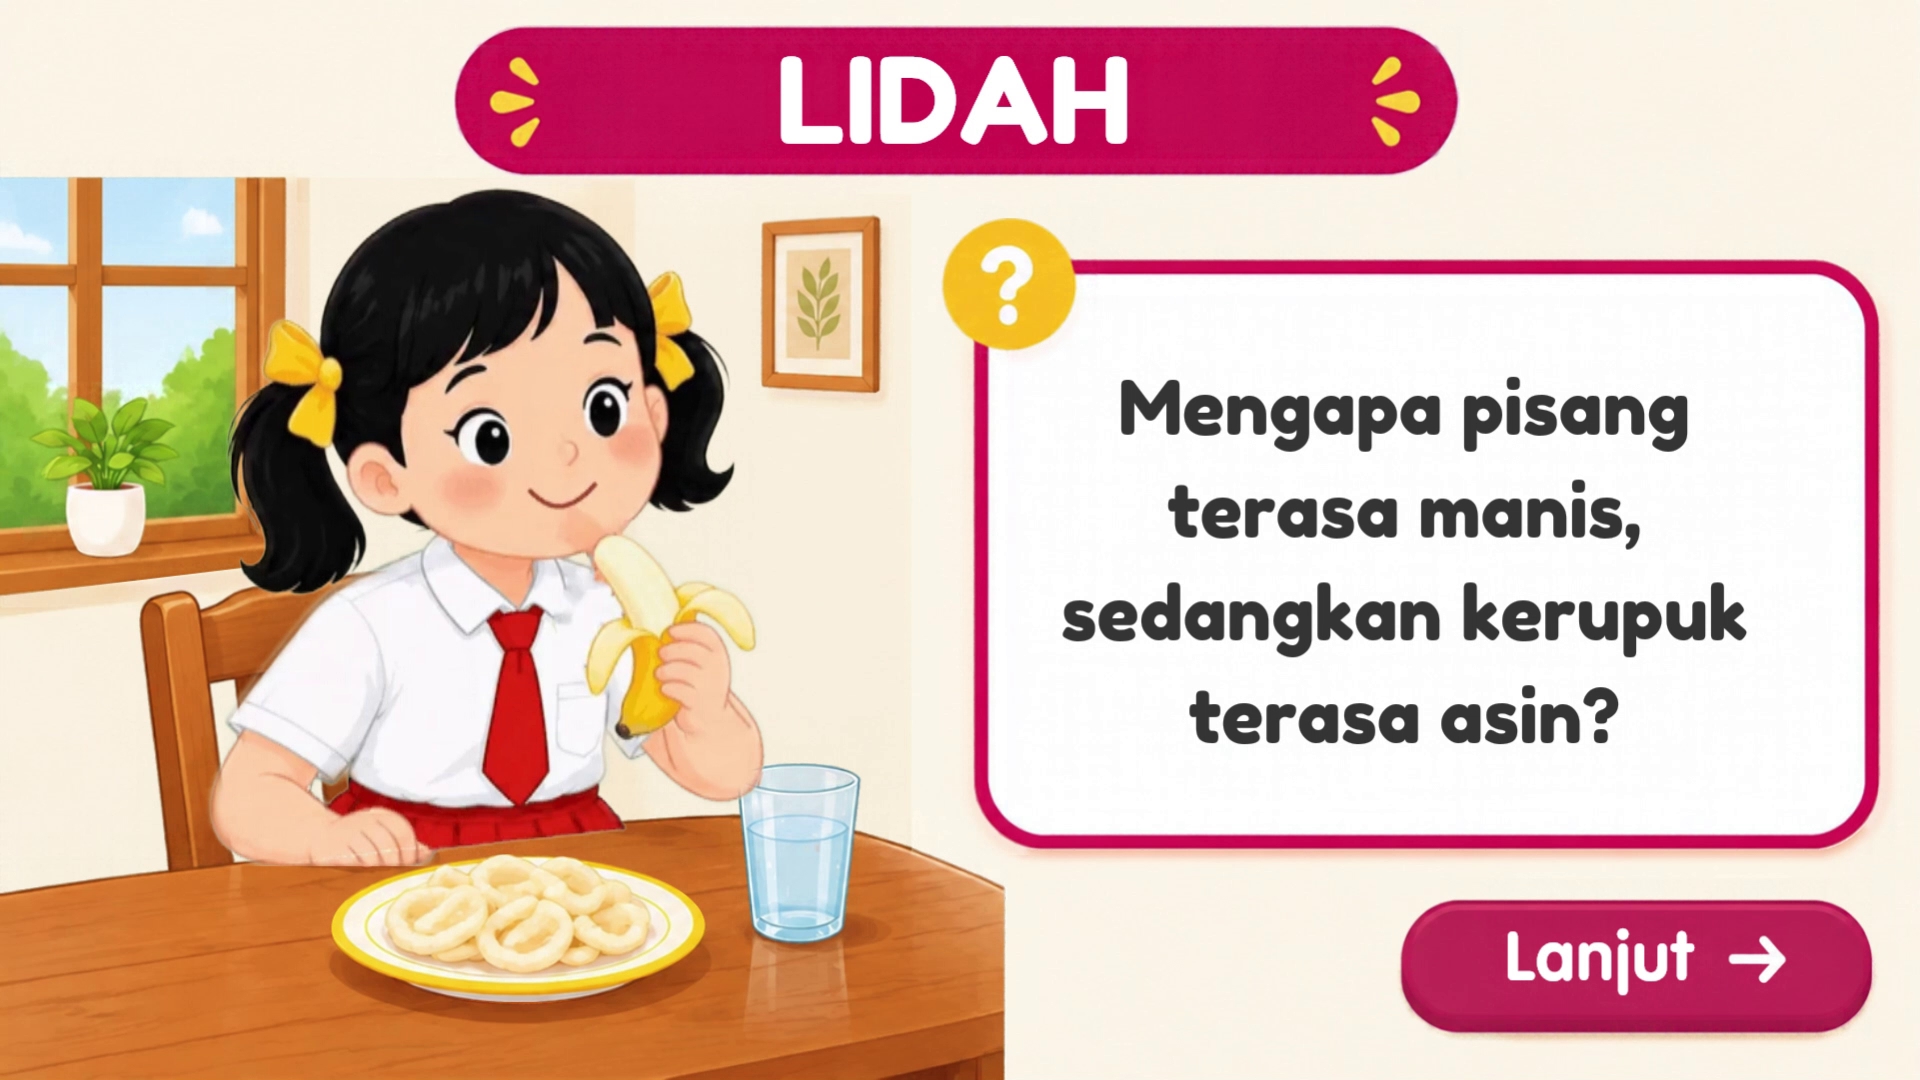 LIDAH
?
Mengapa pisang
terasa manis,
sedangkan kerupuk
terasa asin?
Lanjut →